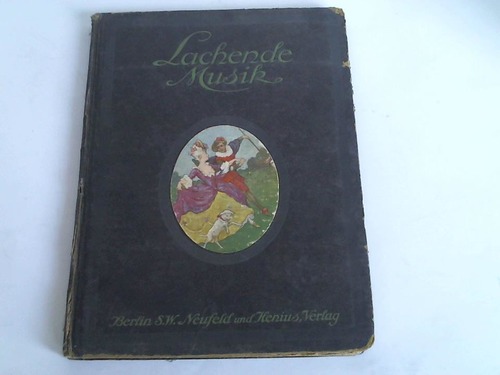 Lachende
Musik
Berlin S.W. Neufeld und Henius, Verlag